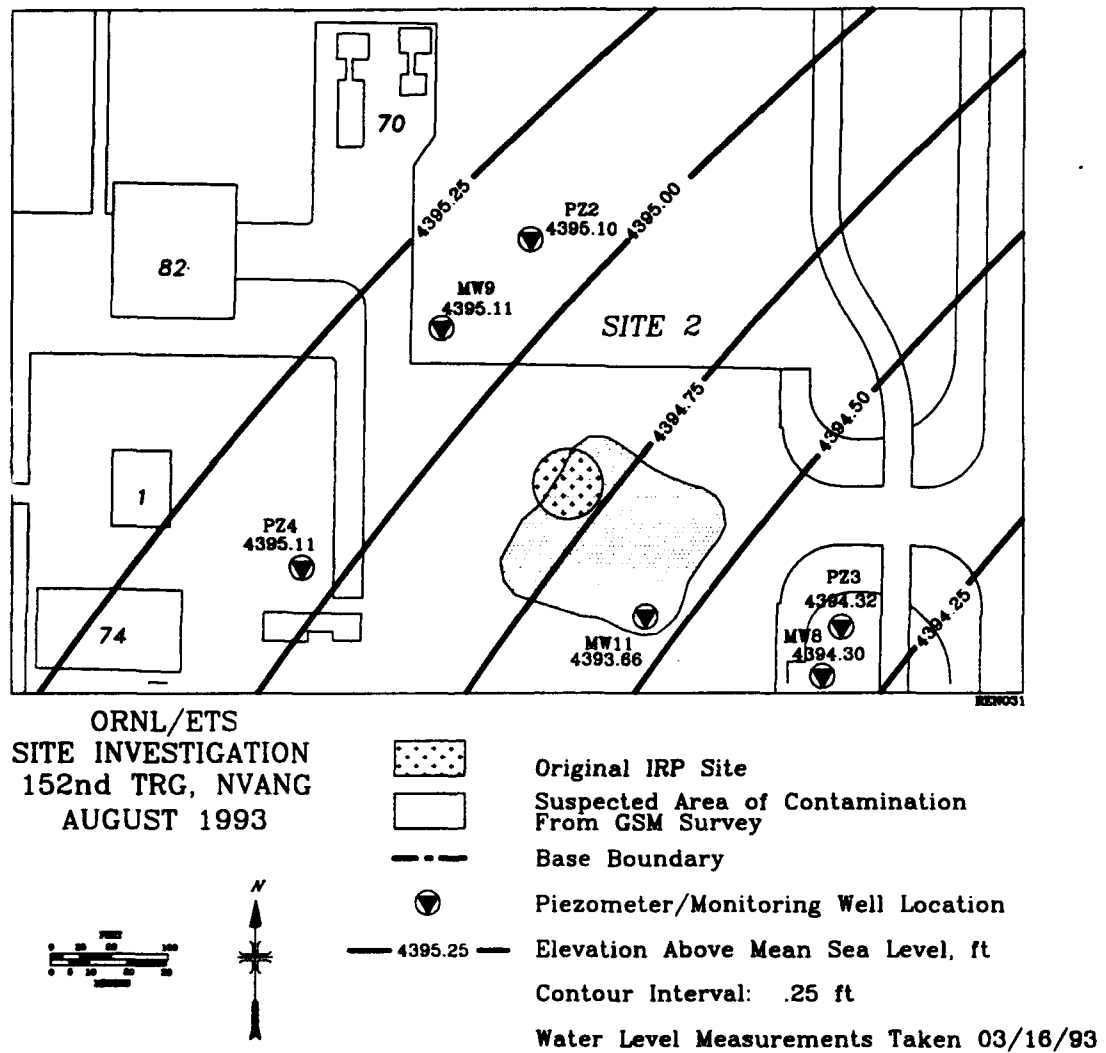 70
4395.25
PZ2
4395.10
4395.00
82
MW9
4395.11
SITE 2
4394.75
4394.50
1
PZ4
4395.11
74
MW11
4393.66
PZ3
4394.32
MW8
4394.30
4394.25
REN031
ORNL/ETS
SITE INVESTIGATION
152nd TRG, NVANG
AUGUST 1993
Original IRP Site
Suspected Area of Contamination
From GSM Survey
Base Boundary
N
Piezometer/Monitoring Well Location
FEET
4395.25
Elevation Above Mean Sea Level, ft
Contour Interval: .25 ft
Water Level Measurements Taken 03/16/93